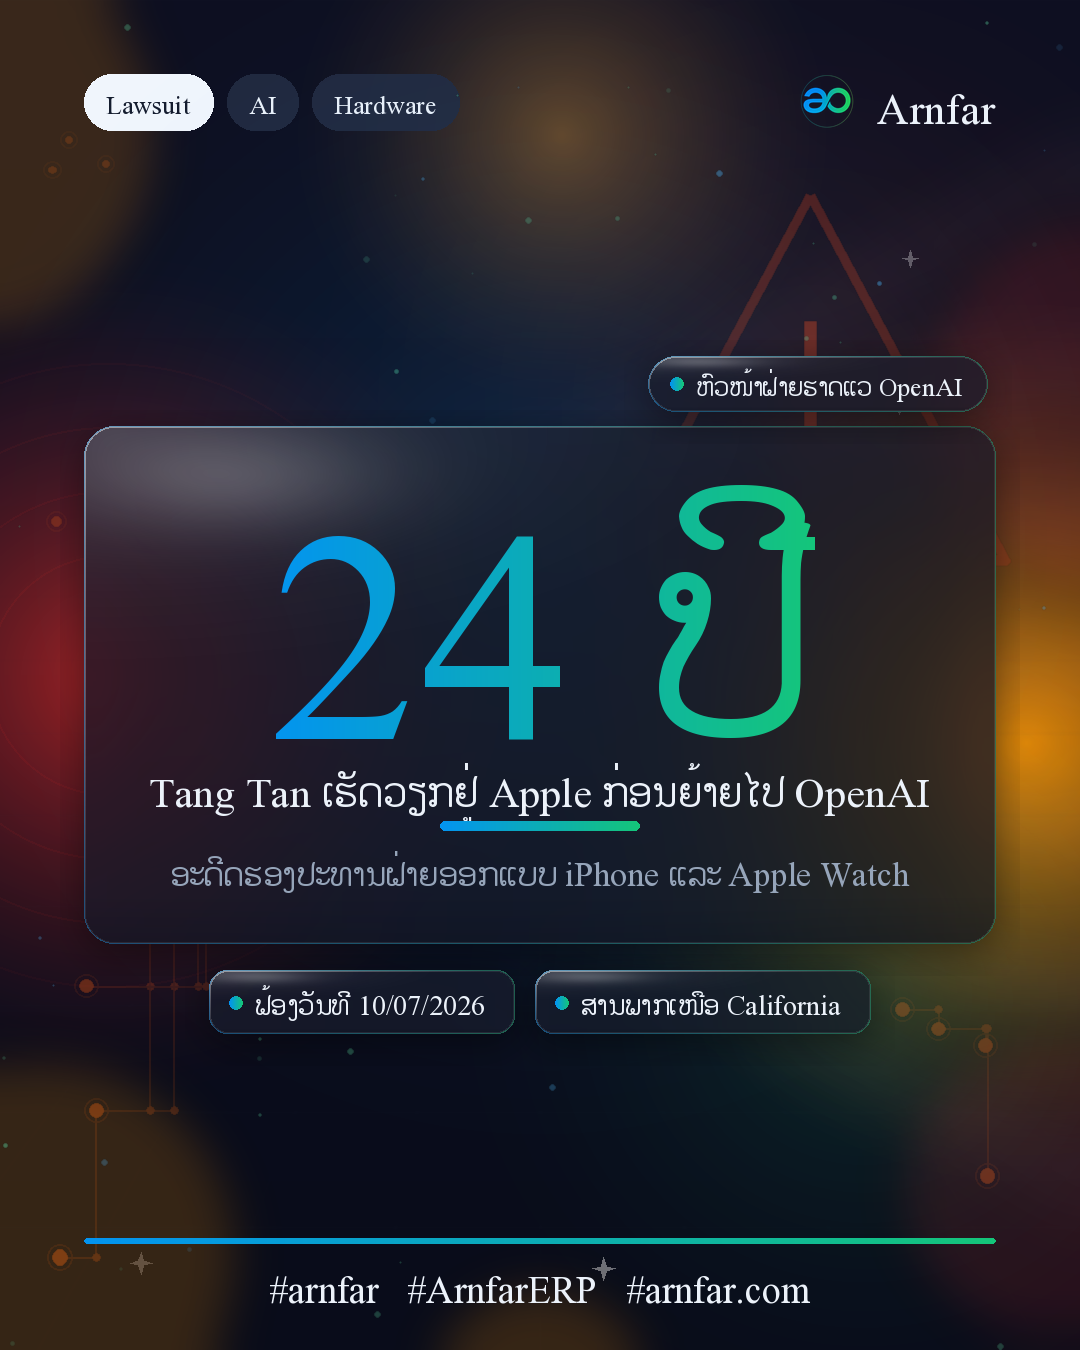 Lawsuit AI Hardware
Arnfar
ຫົວໜ້າຝ່າຍຮາດແວ OpenAI
24 ປີ
Tang Tan ເຮັດວຽກຢູ່ Apple ກ່ອນຍ້າຍໄປ OpenAI
ອະດີດຮອງປະທານຝ່າຍອອກແບບ iPhone ແລະ Apple Watch
ຟ້ອງວັນທີ 10/07/2026
ສານພາກເໜືອ California
#arnfar #ArnfarERP #arnfar.com